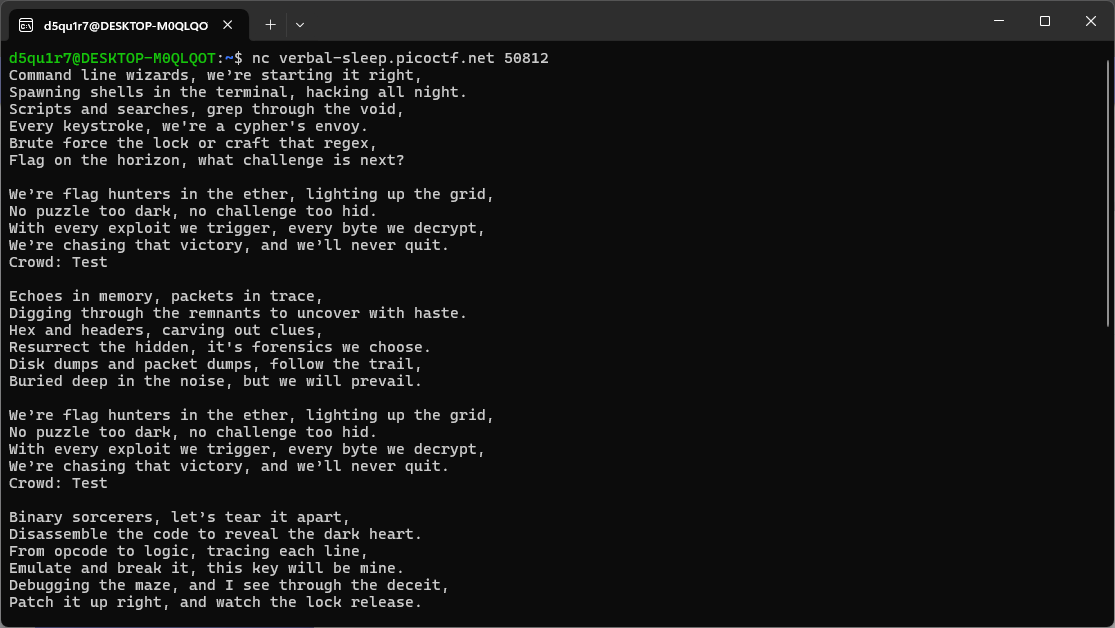 d5qu1r7@DESKTOP-M0QLQO
d5qu1r7@DESKTOP-M0QLQOT:~$ nc verbal-sleep.picoctf.net 50812
Command line wizards, we’re starting it right,
Spawning shells in the terminal, hacking all night.
Scripts and searches, grep through the void,
Every keystroke, we're a cypher's envoy.
Brute force the lock or craft that regex,
Flag on the horizon, what challenge is next?

We’re flag hunters in the ether, lighting up the grid,
No puzzle too dark, no challenge too hid.
With every exploit we trigger, every byte we decrypt,
We’re chasing that victory, and we’ll never quit.
Crowd: Test

Echoes in memory, packets in trace,
Digging through the remnants to uncover with haste.
Hex and headers, carving out clues,
Resurrect the hidden, it's forensics we choose.
Disk dumps and packet dumps, follow the trail,
Buried deep in the noise, but we will prevail.

We’re flag hunters in the ether, lighting up the grid,
No puzzle too dark, no challenge too hid.
With every exploit we trigger, every byte we decrypt,
We’re chasing that victory, and we’ll never quit.
Crowd: Test

Binary sorcerers, let’s tear it apart,
Disassemble the code to reveal the dark heart.
From opcode to logic, tracing each line,
Emulate and break it, this key will be mine.
Debugging the maze, and I see through the deceit,
Patch it up right, and watch the lock release.